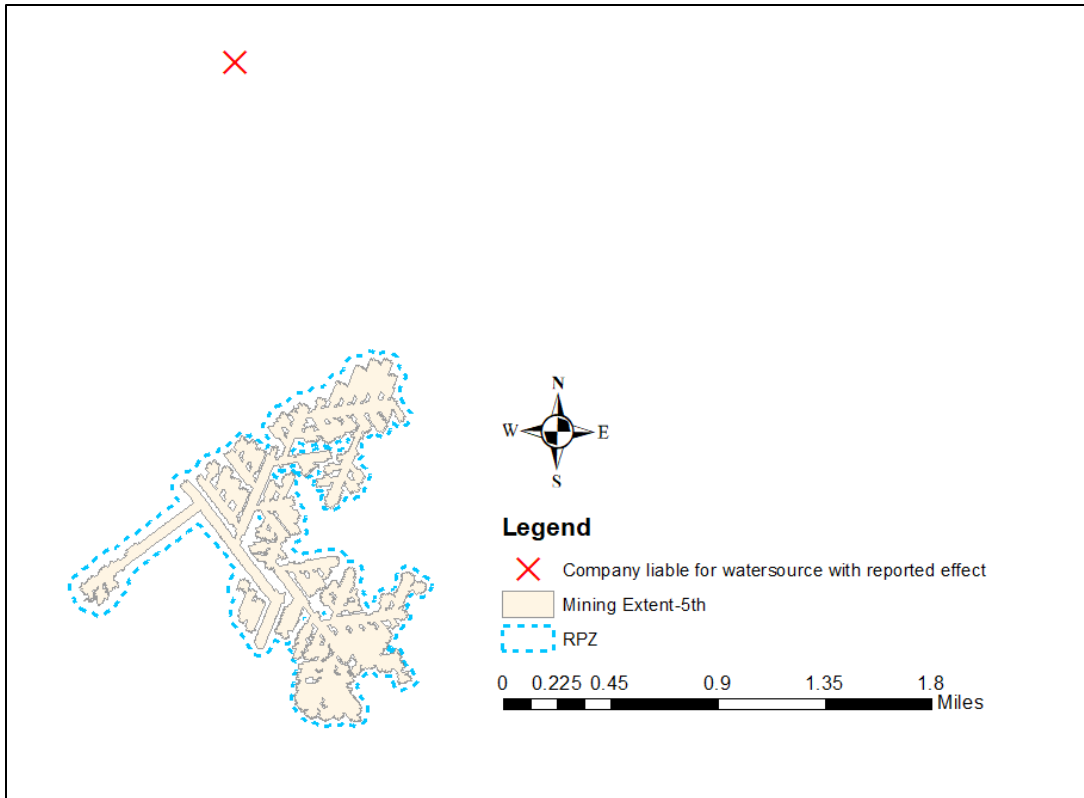 N
W E
S
Legend
Company liable for watersource with reported effect
Mining Extent-5th
RPZ
0 0.225 0.45 0.9 1.35 1.8
Miles